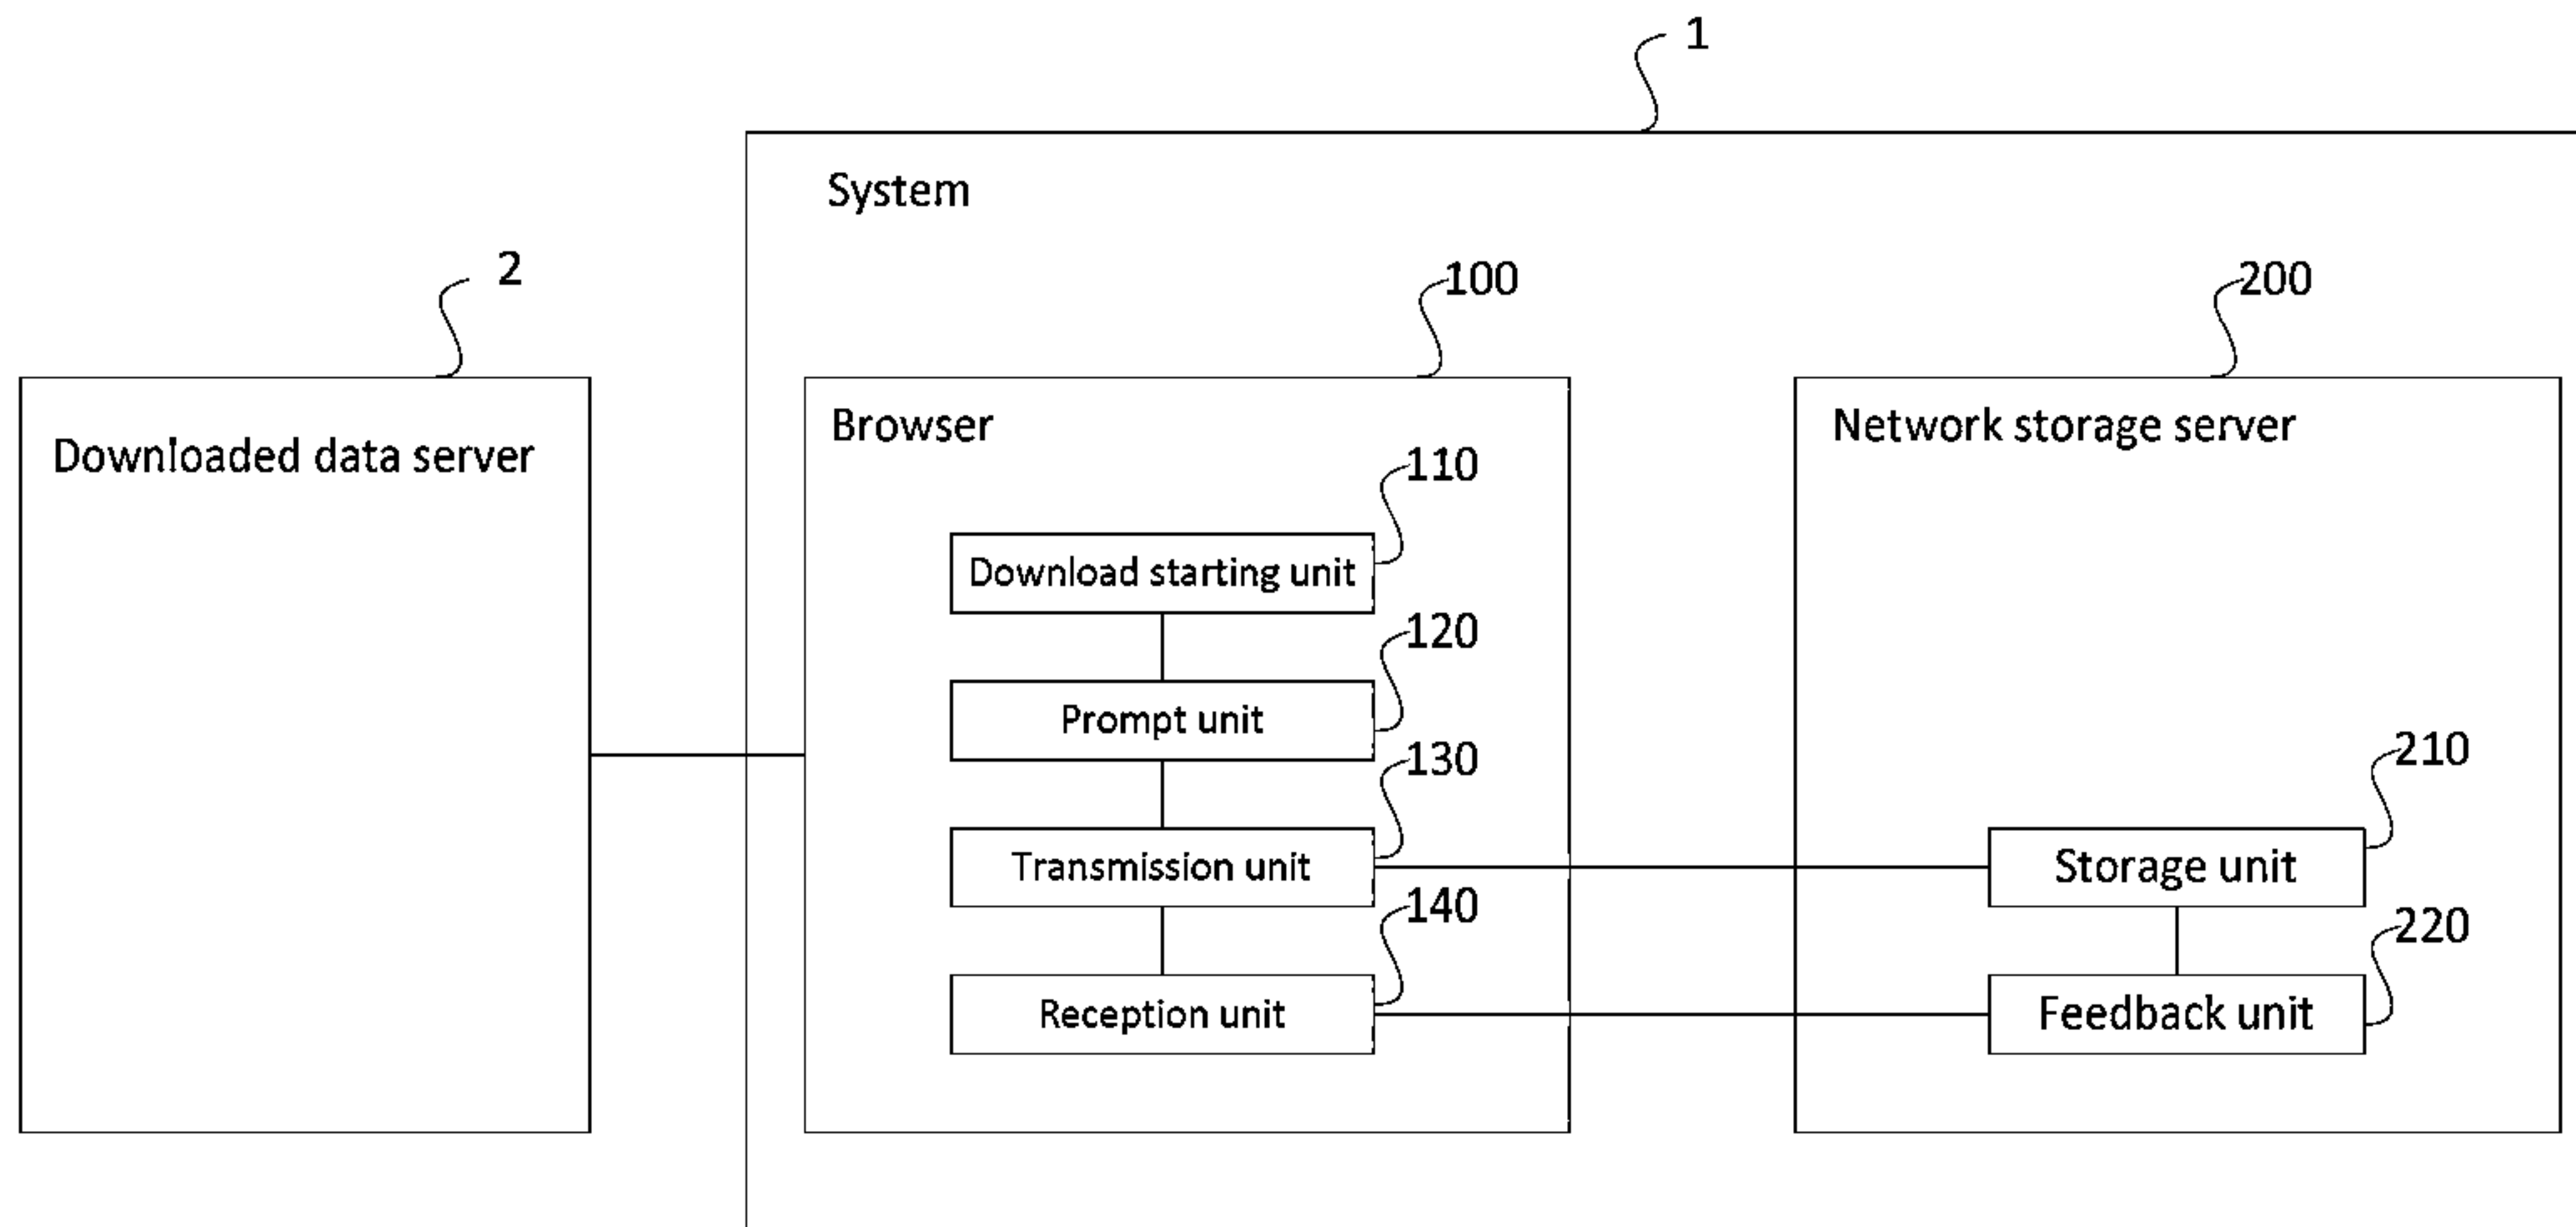 1
System
2
100
200
Downloaded data server
Browser
Network storage server
110
Download starting unit
120
Prompt unit
130
210
Transmission unit
Storage unit
140
220
Reception unit
Feedback unit